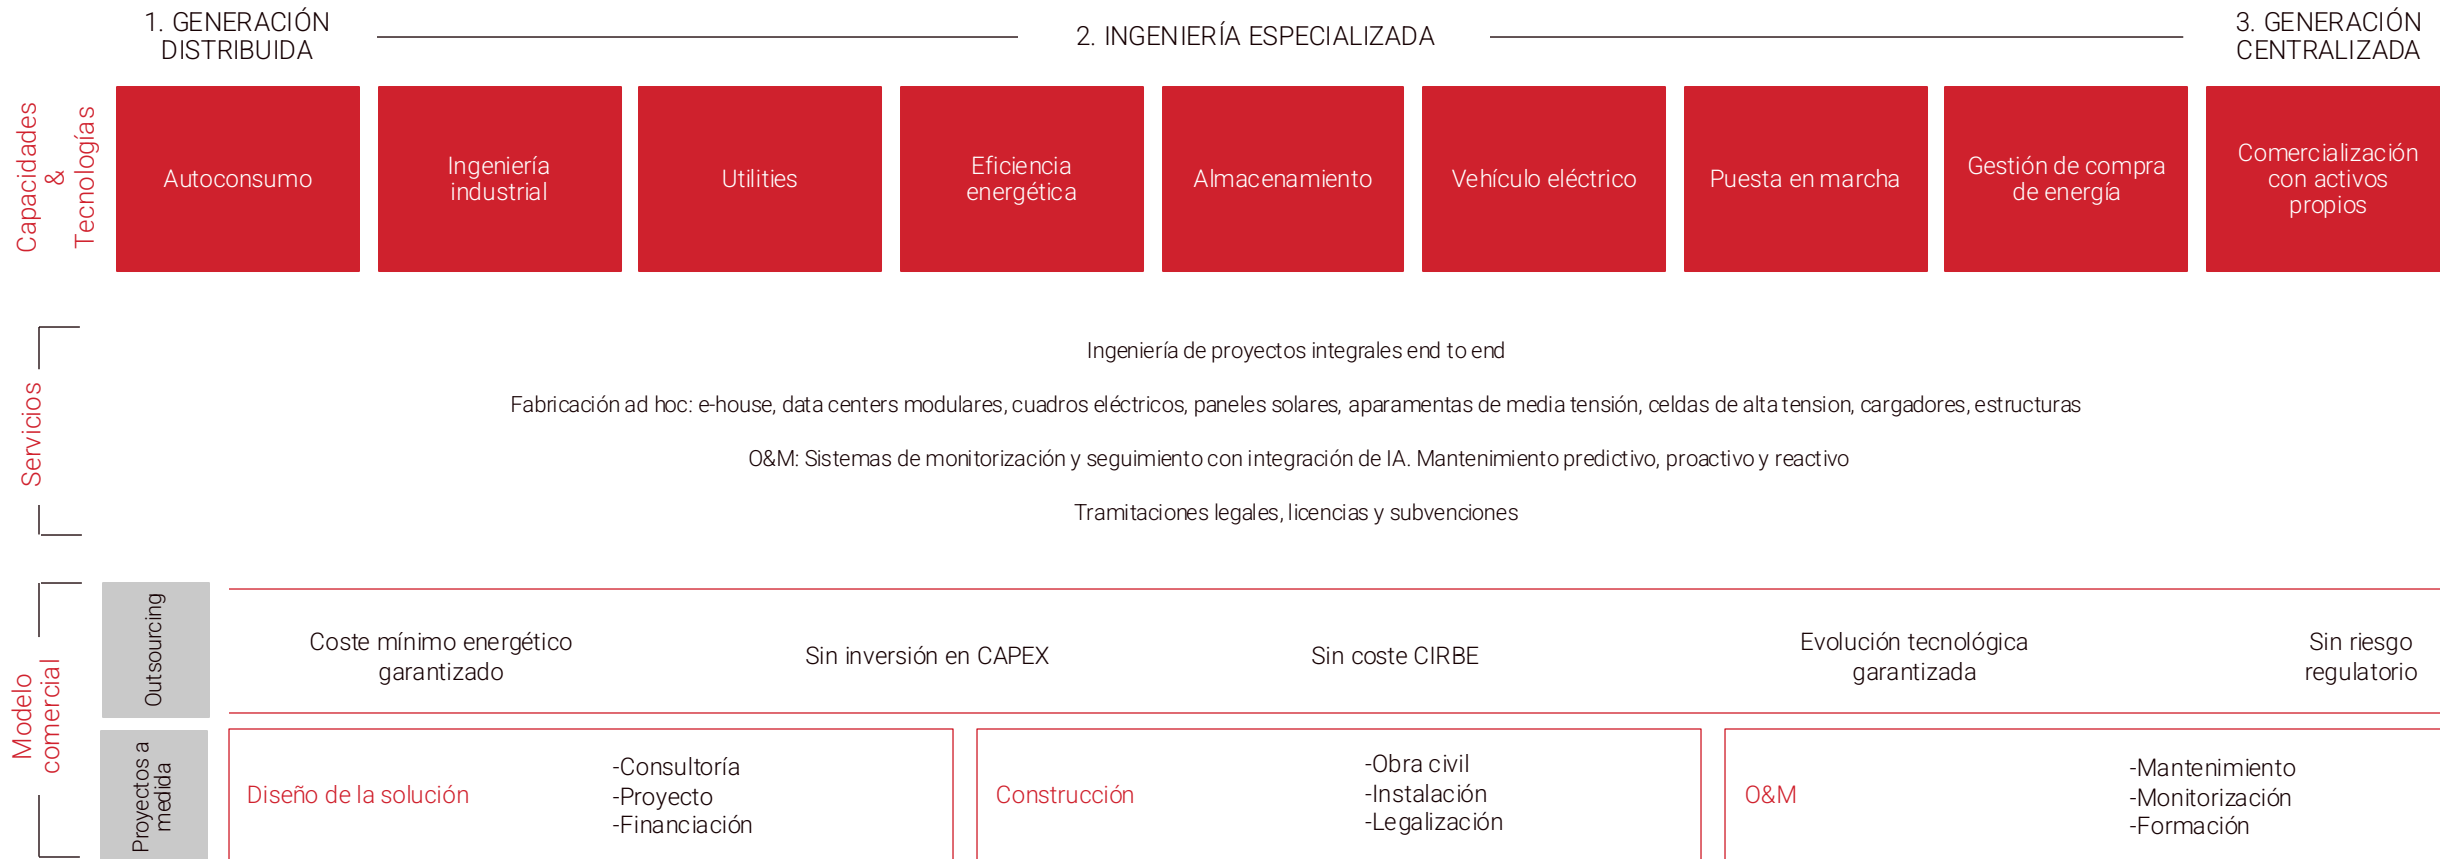 1. GENERACIÓN
DISTRIBUIDA
2. INGENIERÍA ESPECIALIZADA
3. GENERACIÓN
CENTRALIZADA
Capacidades
&
Tecnologías
Autoconsumo
Ingeniería
industrial
Utilities
Eficiencia
energética
Almacenamiento
Vehículo eléctrico
Puesta en marcha
Gestión de compra
de energía
Comercialización
con activos
propios
Servicios
Ingeniería de proyectos integrales end to end
Fabricación ad hoc: e-house, data centers modulares, cuadros eléctricos, paneles solares, aparamentas de media tensión, celdas de alta tension, cargadores, estructuras
O&M: Sistemas de monitorización y seguimiento con integración de IA. Mantenimiento predictivo, proactivo y reactivo
Tramitaciones legales, licencias y subvenciones
Modelo
comercial
Outsourcing
Coste mínimo energético
garantizado
Sin inversión en CAPEX
Sin coste CIRBE
Evolución tecnológica
garantizada
Sin riesgo
regulatorio
Proyectos a
medida
Diseño de la solución
-Consultoría
-Proyecto
-Financiación
Construcción
-Obra civil
-Instalación
-Legalización
O&M
-Mantenimiento
-Monitorización
-Formación